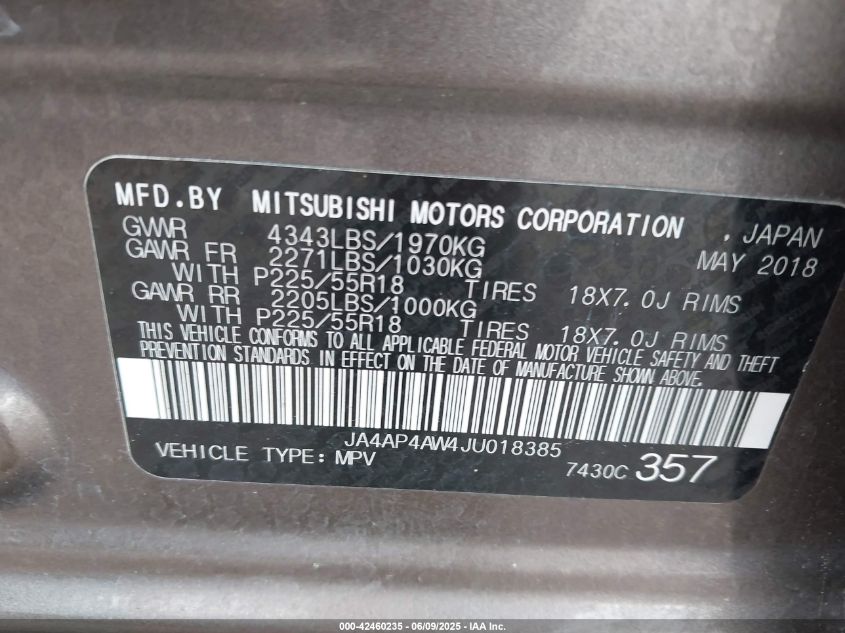 MFD.BY MITSUBISHI MOTORS CORPORATION , JAPAN
GVWR 4343LBS/1970KG MAY 2018
GAWR FR 2271LBS/1030KG
WITH P225/55R18 TIRES 18X7.0J RIMS
GAWR RR 2205LBS/1000KG
WITH P225/55R18 TIRES 18X7.0J RIMS
THIS VEHICLE CONFORMS TO ALL APPLICABLE FEDERAL MOTOR VEHICLE SAFETY AND THEFT
PREVENTION STANDARDS IN EFFECT ON THE DATE OF MANUFACTURE SHOWN ABOVE.
JA4AP4AW4JU018385
VEHICLE TYPE: MPV 7430C 357
000-42460235 - 06/09/2025 - IAA Inc.